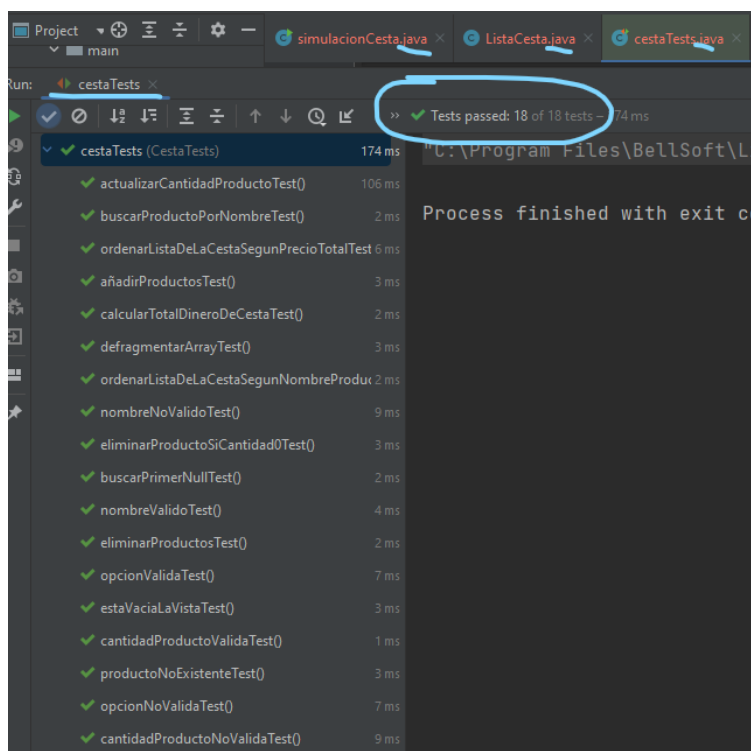 Project
main
simulacionCesta.java
ListaCesta.java
cestaTests.java
Run: cestaTests
Tests passed: 18 of 18 tests – 174 ms
cestaTests (CestaTests) 174 ms
"C:\Program Files\BellSoft\L
actualizarCantidadProductoTest() 106 ms
buscarProductoPorNombreTest() 2 ms
Process finished with exit c
ordenarListaDeLaCestaSegunPrecioTotalTest 6 ms
añadirProductosTest() 3 ms
calcularTotalDineroDeCestaTest() 2 ms
defragmentarArrayTest() 3 ms
ordenarListaDeLaCestaSegunNombreProduc 2 ms
nombreNoValidoTest() 9 ms
eliminarProductoSiCantidad0Test() 3 ms
buscarPrimerNullTest() 2 ms
nombreValidoTest() 4 ms
eliminarProductosTest() 2 ms
opcionValidaTest() 7 ms
estaVaciaLaVistaTest() 3 ms
cantidadProductoValidaTest() 1 ms
productoNoExistenteTest() 3 ms
opcionNoValidaTest() 7 ms
cantidadProductoNoValidaTest() 9 ms